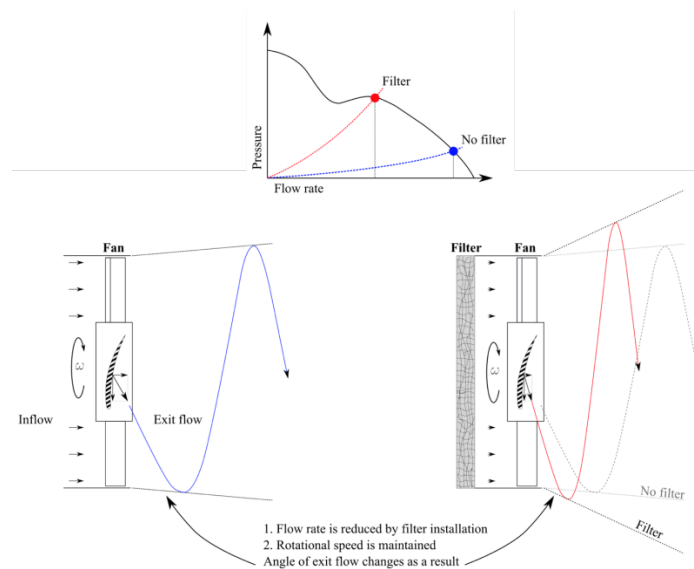 Filter
No filter
Pressure
Flow rate
Fan
Filter
Fan
ω
ω
Inflow
Exit flow
No filter
Filter
1. Flow rate is reduced by filter installation
2. Rotational speed is maintained
Angle of exit flow changes as a result